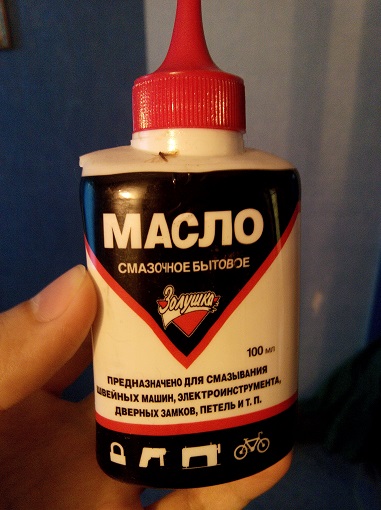 МАСЛО
СМАЗОЧНОЕ БЫТОВОЕ
Золушка
100 мл
ПРЕДНАЗНАЧЕНО ДЛЯ СМАЗЫВАНИЯ
ШВЕЙНЫХ МАШИН, ЭЛЕКТРОИНСТРУМЕНТА,
ДВЕРНЫХ ЗАМКОВ, ПЕТЕЛЬ И Т. П.